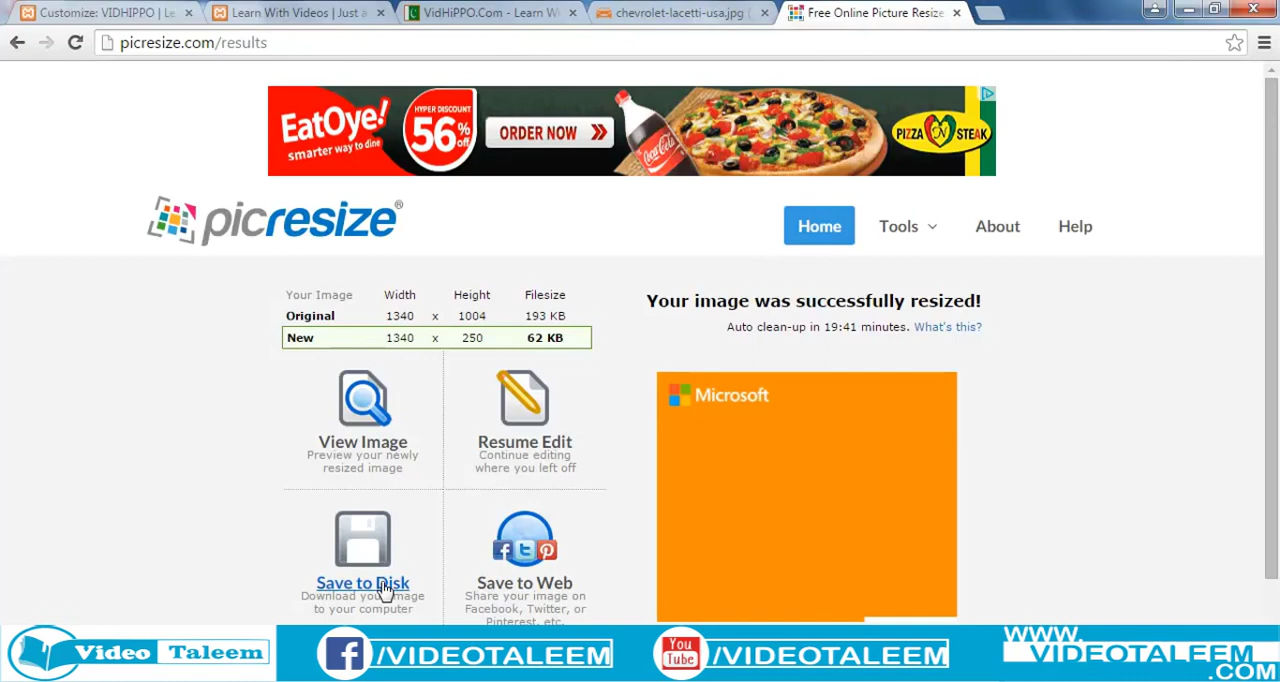 Customize: VIDHIPPO | Le
Learn With Videos | Just a
VidHiPPO.Com - Learn W
chevrolet-lacetti-usa.jpg (
Free Online Picture Resize
picresize.com/results
EatOye!
smarter way to dine
HYPER DISCOUNT
56% off
ORDER NOW
Coca-Cola
PIZZA N STEAK
picresize®
Home
Tools
About
Help
Your Image Width Height Filesize
Original 1340 x 1004 193 KB
New 1340 x 250 62 KB
Your image was successfully resized!
Auto clean-up in 19:41 minutes. What's this?
View Image
Preview your newly
resized image
Resume Edit
Continue editing
where you left off
Microsoft
Save to Disk
Download your image
to your computer
Save to Web
Share your image on
Facebook, Twitter, or
Pinterest, etc.
Video Taleem
/VIDEOTALEEM
You Tube
/VIDEOTALEEM
WWW.
VIDEOTALEEM
.COM